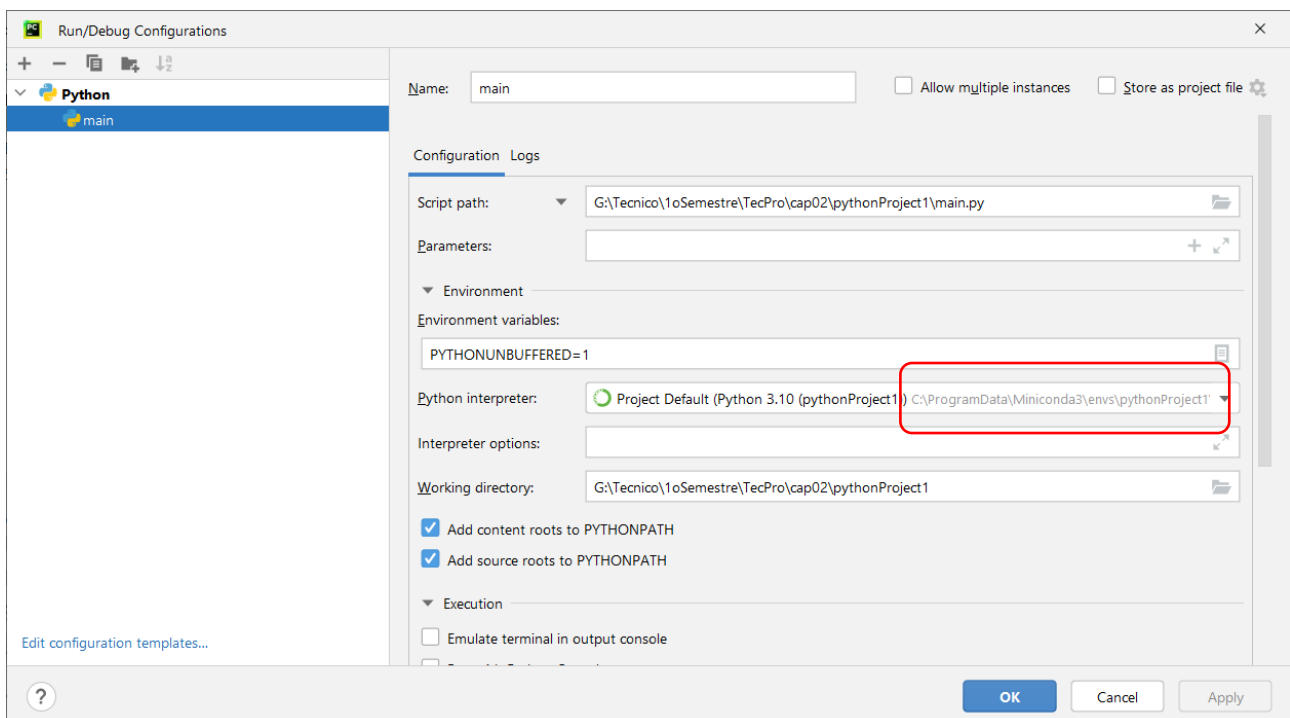 PC
Run/Debug Configurations
Python
main
Edit configuration templates...
Name: main
Allow multiple instances
Store as project file
Configuration Logs
Script path: G:\Tecnico\1oSemestre\TecPro\cap02\pythonProject1\main.py
Parameters:
Environment
Environment variables:
PYTHONUNBUFFERED=1
Python interpreter: Project Default (Python 3.10 (pythonProject1)) C:\ProgramData\Miniconda3\envs\pythonProject1\
Interpreter options:
Working directory: G:\Tecnico\1oSemestre\TecPro\cap02\pythonProject1
Add content roots to PYTHONPATH
Add source roots to PYTHONPATH
Execution
Emulate terminal in output console
? OK Cancel Apply